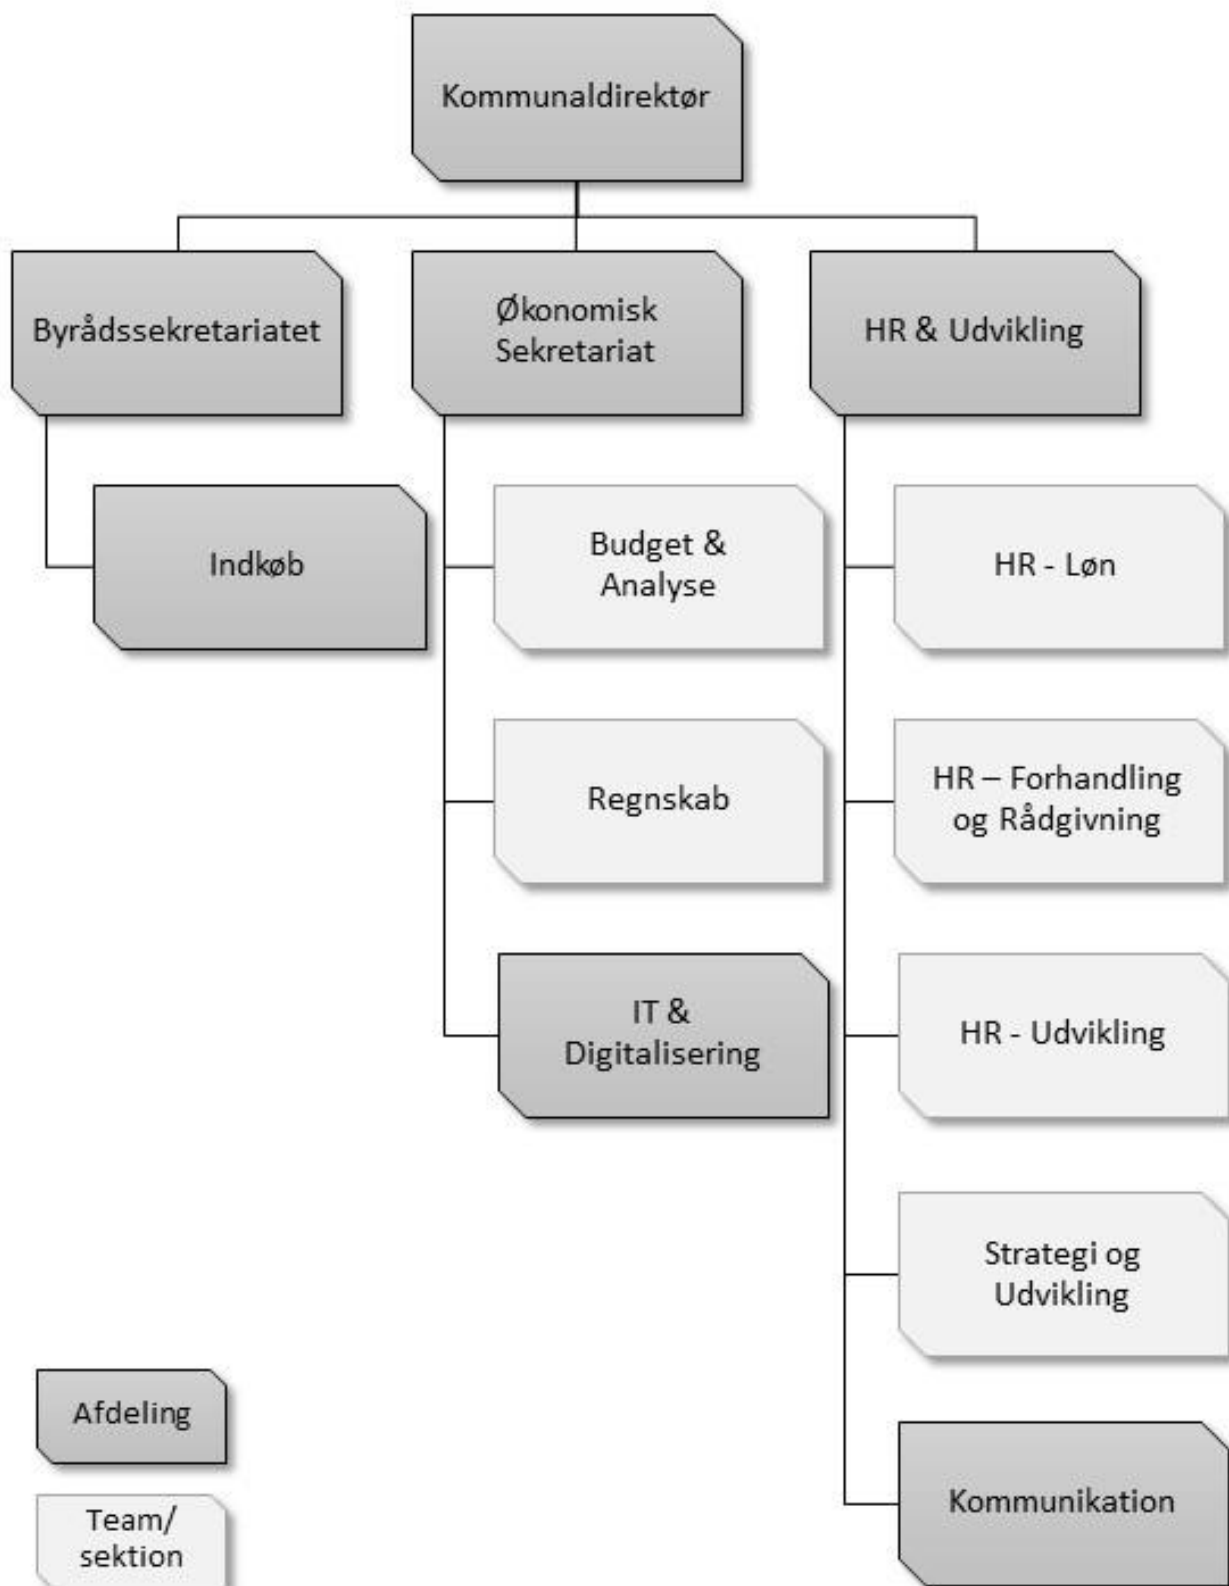 Kommunaldirektør
Byrådssekretariatet
Økonomisk
Sekretariat
HR & Udvikling
Indkøb
Budget &
Analyse
HR - Løn
Regnskab
HR – Forhandling
og Rådgivning
IT &
Digitalisering
HR - Udvikling
Strategi og
Udvikling
Kommunikation
Afdeling
Team/
sektion